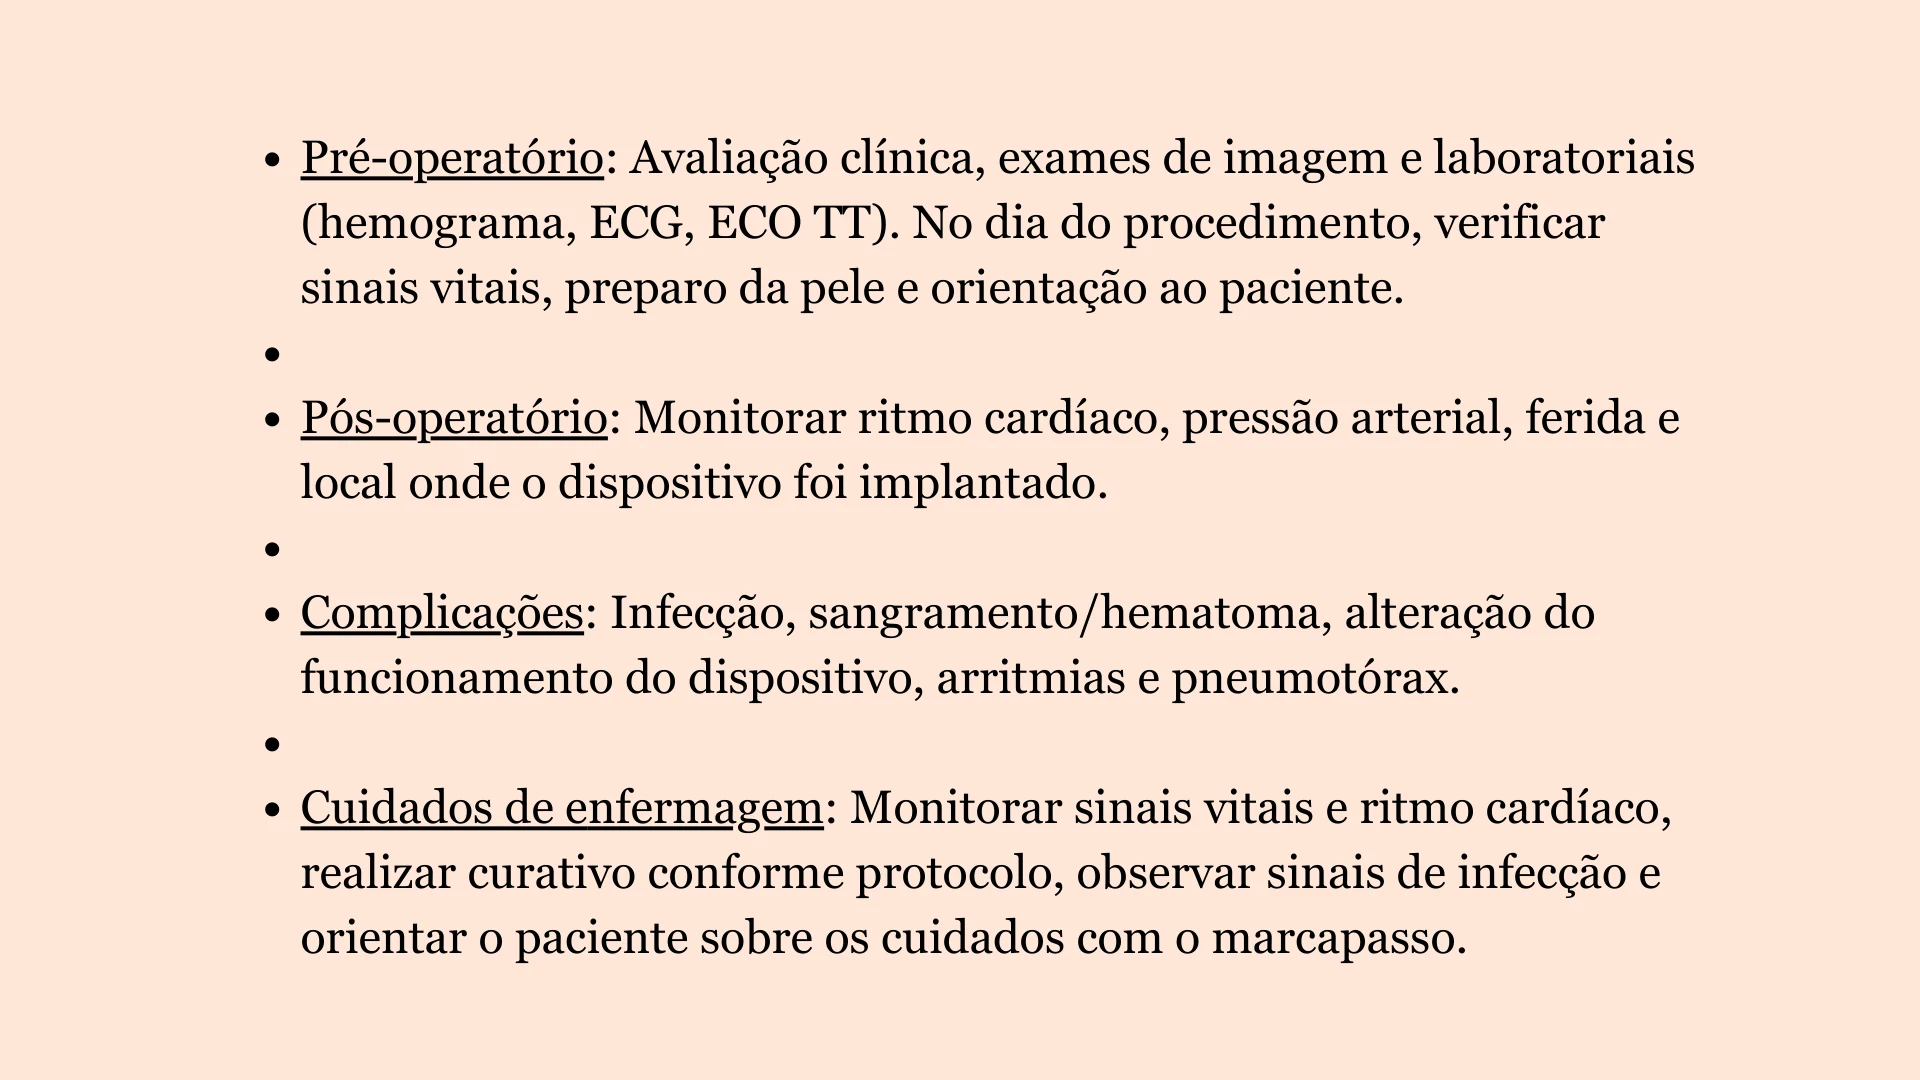 • Pré-operatório: Avaliação clínica, exames de imagem e laboratoriais
(hemograma, ECG, ECO TT). No dia do procedimento, verificar
sinais vitais, preparo da pele e orientação ao paciente.
•
• Pós-operatório: Monitorar ritmo cardíaco, pressão arterial, ferida e
local onde o dispositivo foi implantado.
•
• Complicações: Infecção, sangramento/hematoma, alteração do
funcionamento do dispositivo, arritmias e pneumotórax.
•
• Cuidados de enfermagem: Monitorar sinais vitais e ritmo cardíaco,
realizar curativo conforme protocolo, observar sinais de infecção e
orientar o paciente sobre os cuidados com o marcapasso.